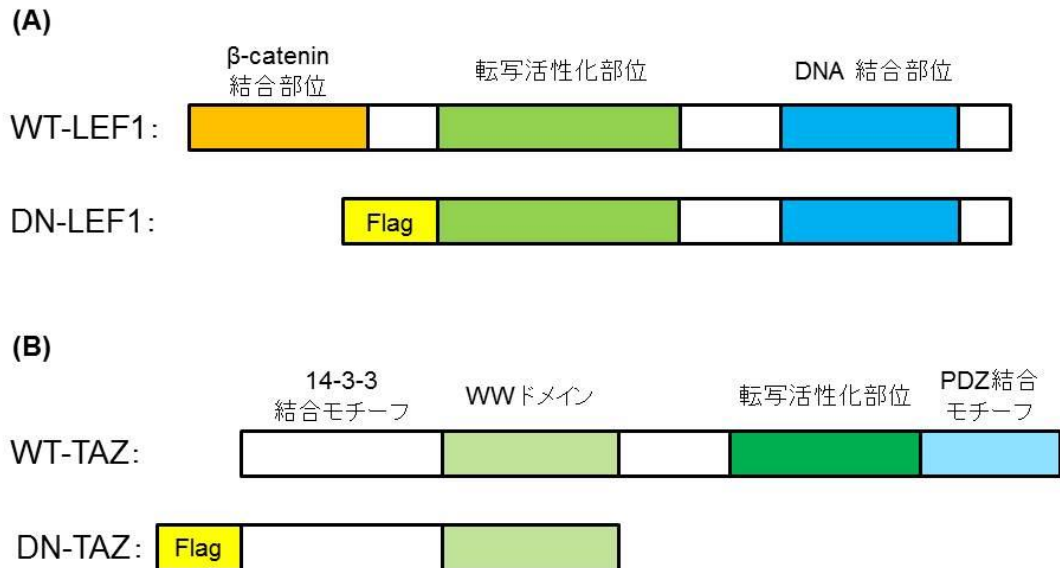 (A)
β-catenin
結合部位
転写活性化部位
DNA 結合部位
WT-LEF1:
DN-LEF1:
Flag
(B)
14-3-3
結合モチーフ
WWドメイン
転写活性化部位
PDZ結合
モチーフ
WT-TAZ:
DN-TAZ:
Flag